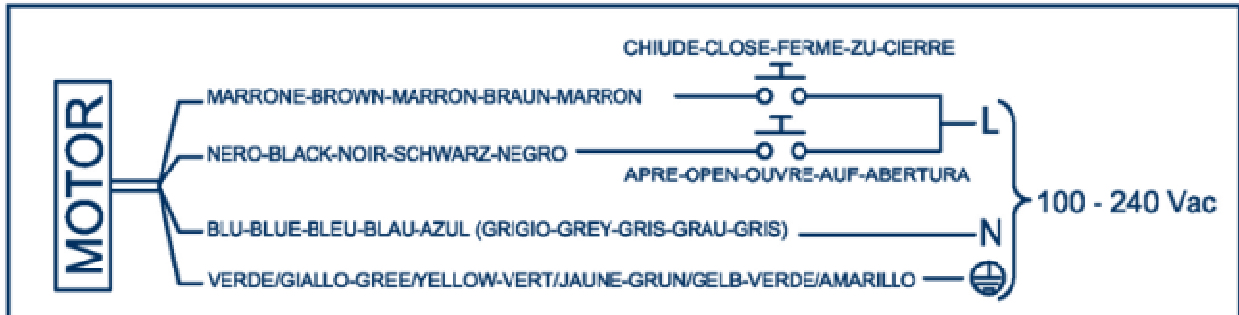 CHIUDE-CLOSE-FERME-ZU-CIERRE
MOTOR
MARRONE-BROWN-MARRON-BRAUN-MARRON
L
NERO-BLACK-NOIR-SCHWARZ-NEGRO
APRE-OPEN-OUVRE-AUF-ABERTURA
100 - 240 Vac
BLU-BLUE-BLEU-BLAU-AZUL (GRIGIO-GREY-GRIS-GRAU-GRIS)
N
VERDE/GIALLO-GREE/YELLOW-VERT/JAUNE-GRUN/GELB-VERDE/AMARILLO